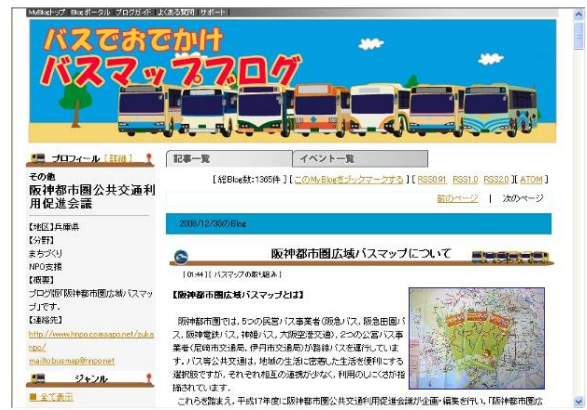 MyBlogトップ | Blogポータル | ブログガイド | よくある質問 | サポート |
バスでおでかけ
バスマップブログ
プロフィール [詳細]
その他
阪神都市圏公共交通利
用促進会議
【地区】兵庫県
【分野】
まちづくり
NPO支援
【概要】
ブログ版「阪神都市圏広域バスマッ
プ」です。
【連絡先】
ジャンル
全て表示
記事一覧
イベント一覧
[ 総Blog数:1365件 ] [ このMyBlogをブックマークする ] [ RSS091 RSS1.0 RSS2.0 ][ ATOM ]
前のページ | 次のページ
2008/12/30のBlog
阪神都市圏広域バスマップについて
[ 01:44 ] [ バスマップの取り組み ]
【阪神都市圏広域バスマップとは】
阪神都市圏では、5つの民営バス事業者(阪急バス、阪急田園バ
ス、阪神電鉄バス、神姫バス、大阪空港交通)、2つの公営バス事
業者(尼崎市交通局、伊丹市交通局)が路線バスを運行していま
す。バス等公共交通は、地域の生活に密着した生活を便利にする
選択肢ですが、それぞれ相互の連携が少なく、利用のしにくさが指
摘されています。
これらを踏まえ、平成17年度に阪神都市圏公共交通利用促進会議が企画・編集を行い、「阪神都市圏広